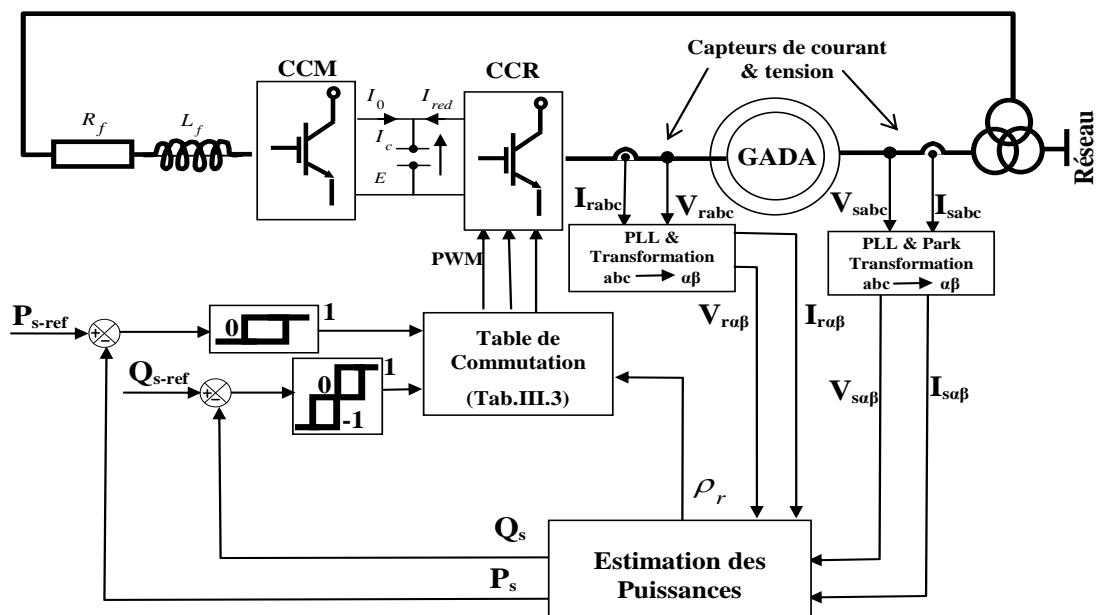 Capteurs de courant
& tension
CCM
CCR
R_f
L_f
I_0
I_red
I_c
E
GADA
Réseau
I_rabc
V_rabc
V_sabc
I_sabc
PLL &
Transformation
abc → αβ
PLL & Park
Transformation
abc → αβ
PWM
P_s-ref
+
−
0
1
Table de
Commutation
(Tab.III.3)
V_rαβ
I_rαβ
Q_s-ref
+
−
0
1
-1
V_sαβ
I_sαβ
ρ_r
Q_s
P_s
Estimation des
Puissances